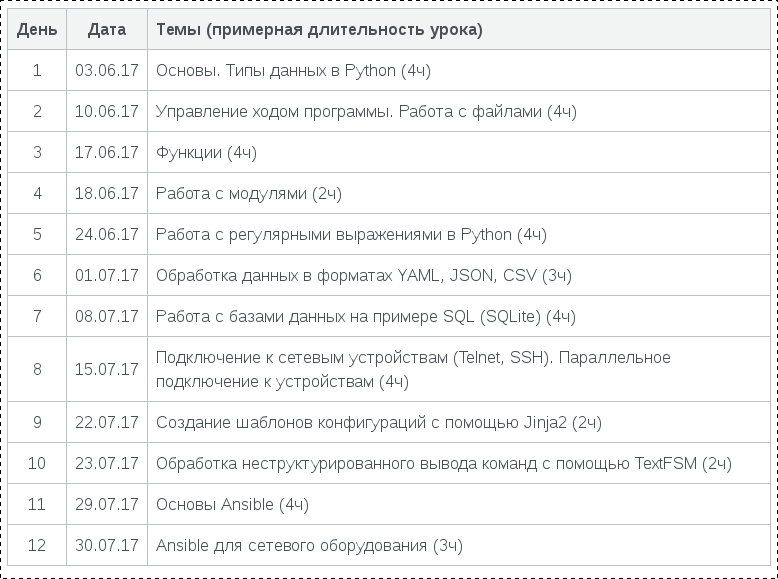 День Дата Темы (примерная длительность урока)
1 03.06.17 Основы. Типы данных в Python (4ч)
2 10.06.17 Управление ходом программы. Работа с файлами (4ч)
3 17.06.17 Функции (4ч)
4 18.06.17 Работа с модулями (2ч)
5 24.06.17 Работа с регулярными выражениями в Python (4ч)
6 01.07.17 Обработка данных в форматах YAML, JSON, CSV (3ч)
7 08.07.17 Работа с базами данных на примере SQL (SQLite) (4ч)
8 15.07.17 Подключение к сетевым устройствам (Telnet, SSH). Параллельное
подключение к устройствам (4ч)
9 22.07.17 Создание шаблонов конфигураций с помощью Jinja2 (2ч)
10 23.07.17 Обработка неструктурированного вывода команд с помощью TextFSM (2ч)
11 29.07.17 Основы Ansible (4ч)
12 30.07.17 Ansible для сетевого оборудования (3ч)